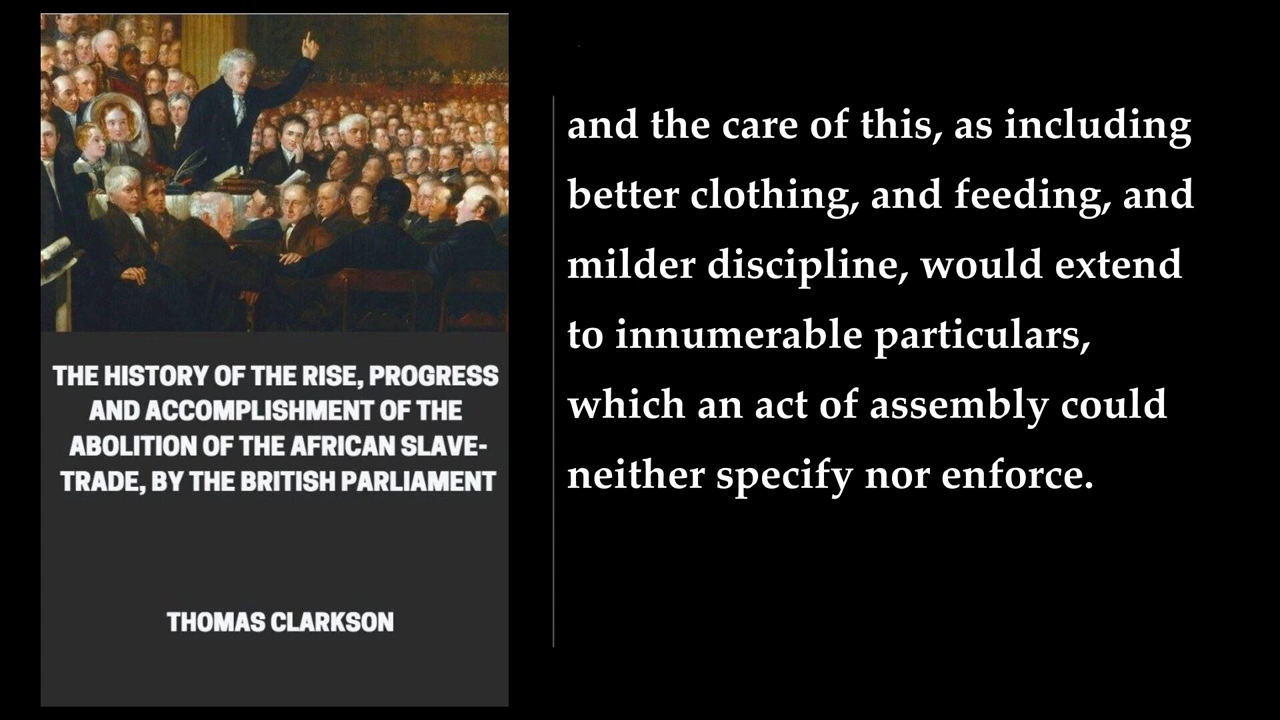 THE HISTORY OF THE RISE, PROGRESS
AND ACCOMPLISHMENT OF THE
ABOLITION OF THE AFRICAN SLAVE-
TRADE, BY THE BRITISH PARLIAMENT
THOMAS CLARKSON
and the care of this, as including
better clothing, and feeding, and
milder discipline, would extend
to innumerable particulars,
which an act of assembly could
neither specify nor enforce.